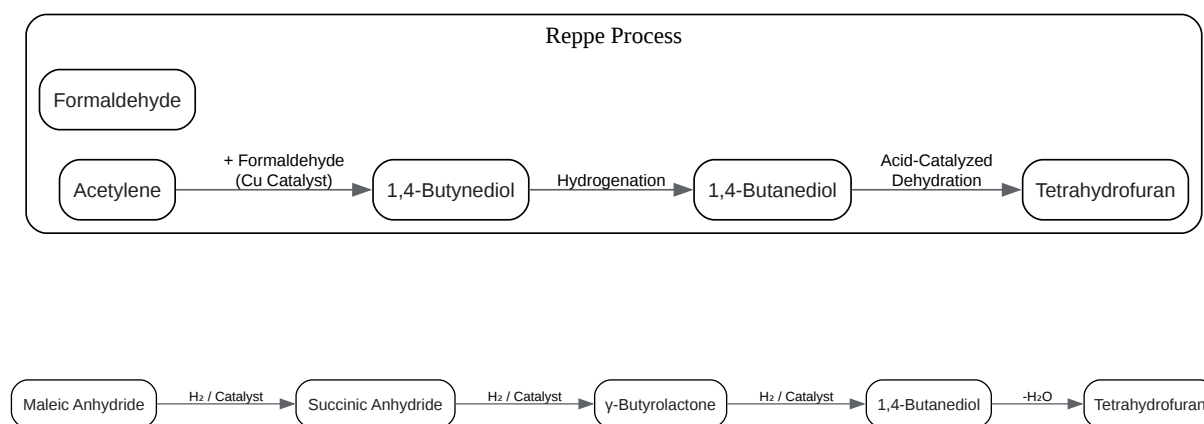 Reppe Process
Formaldehyde
+ Formaldehyde
(Cu Catalyst)
Acid-Catalyzed
Dehydration
Acetylene
1,4-Butynediol
Hydrogenation
1,4-Butanediol
Tetrahydrofuran
Maleic Anhydride
H₂ / Catalyst
Succinic Anhydride
H₂ / Catalyst
γ-Butyrolactone
H₂ / Catalyst
1,4-Butanediol
-H₂O
Tetrahydrofuran